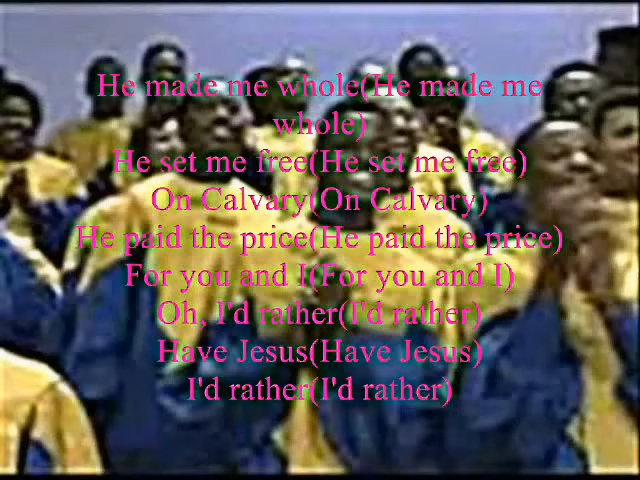 He made me whole(He made me
whole)
He set me free(He set me free)
On Calvary(On Calvary)
He paid the price(He paid the price)
For you and I(For you and I)
Oh, I'd rather(I'd rather)
Have Jesus(Have Jesus)
I'd rather(I'd rather)